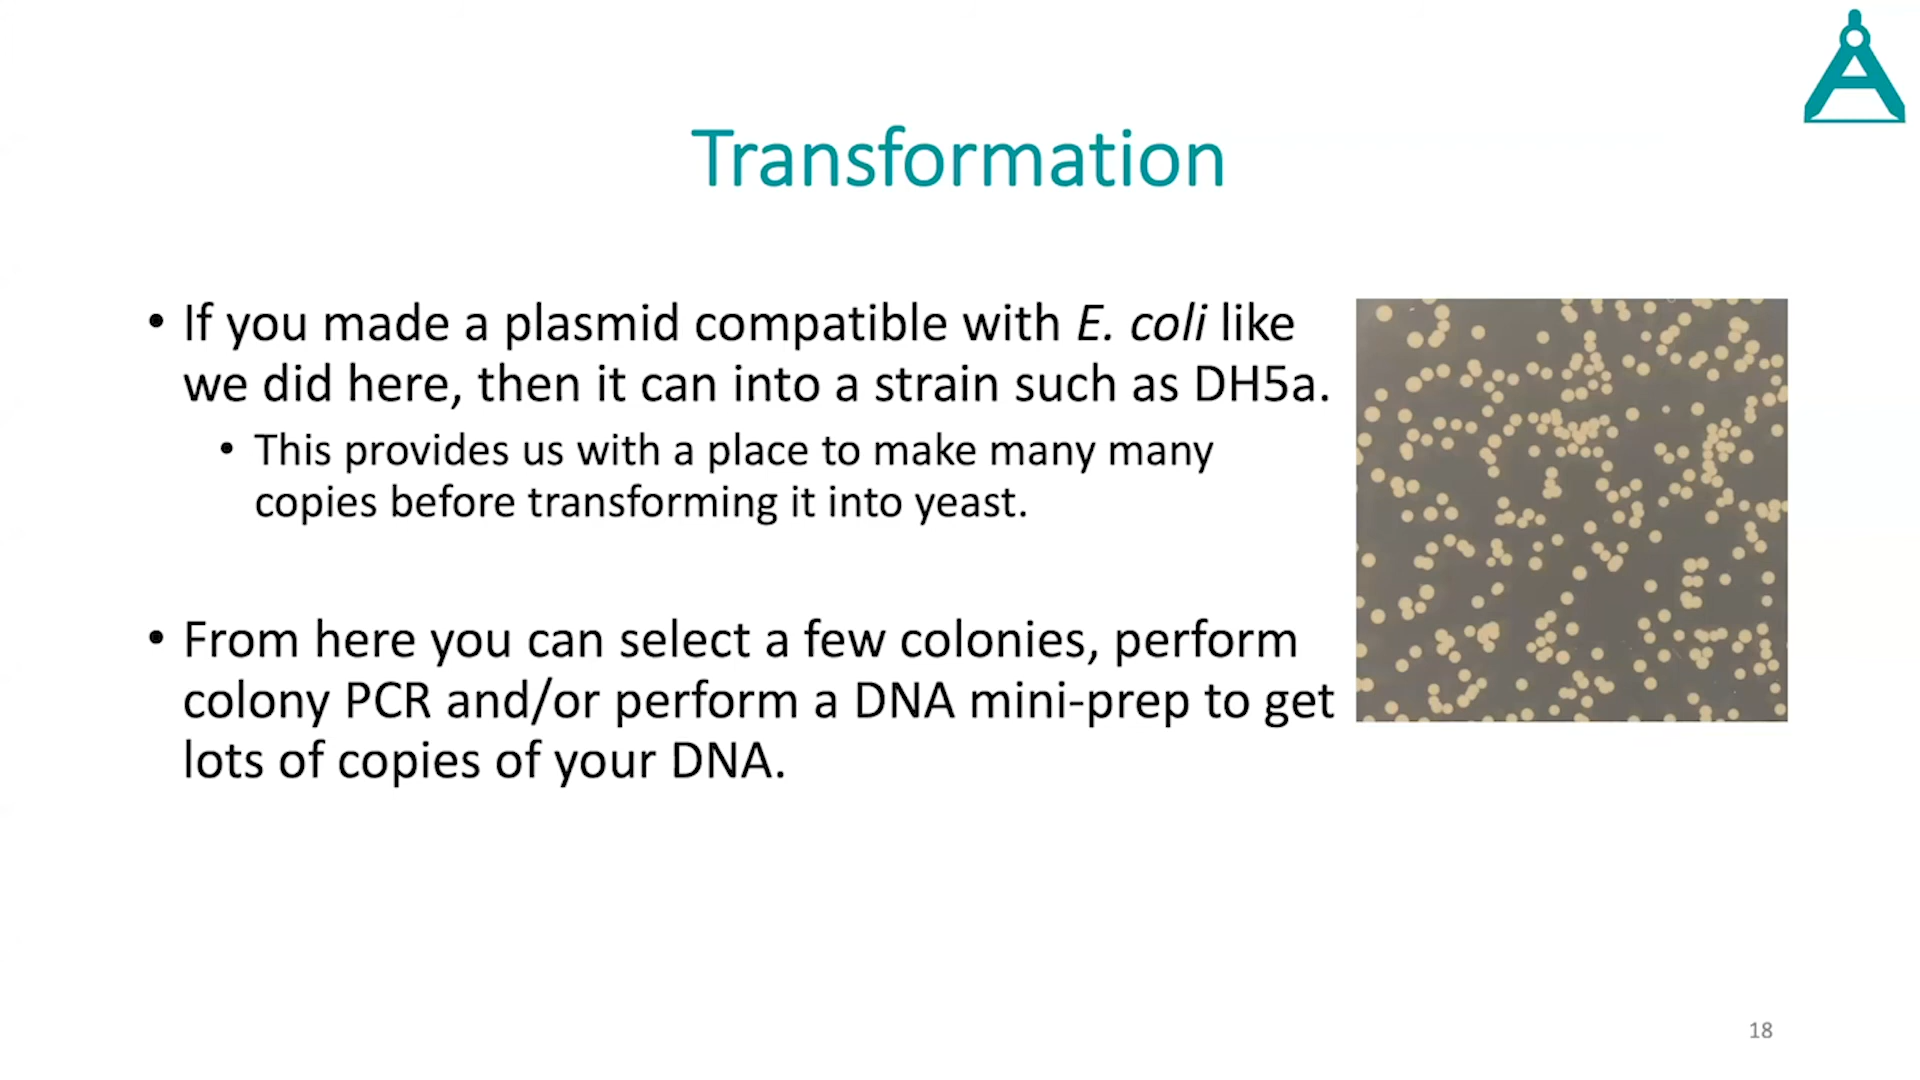 Transformation
• If you made a plasmid compatible with E. coli like
we did here, then it can into a strain such as DH5a.
• This provides us with a place to make many many
copies before transforming it into yeast.
• From here you can select a few colonies, perform
colony PCR and/or perform a DNA mini-prep to get
lots of copies of your DNA.
18